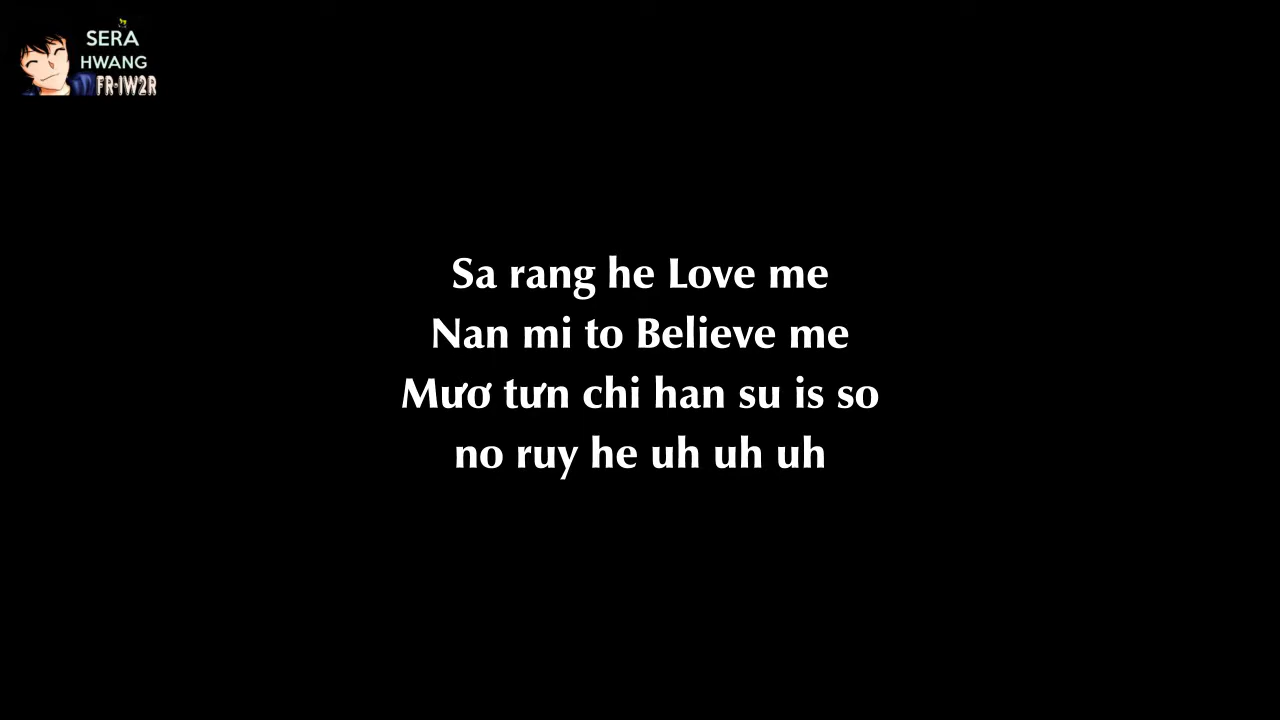 SERA
HWANG
FR-IW2R
Sa rang he Love me
Nan mi to Believe me
Mươ tưn chi han su is so
no ruy he uh uh uh